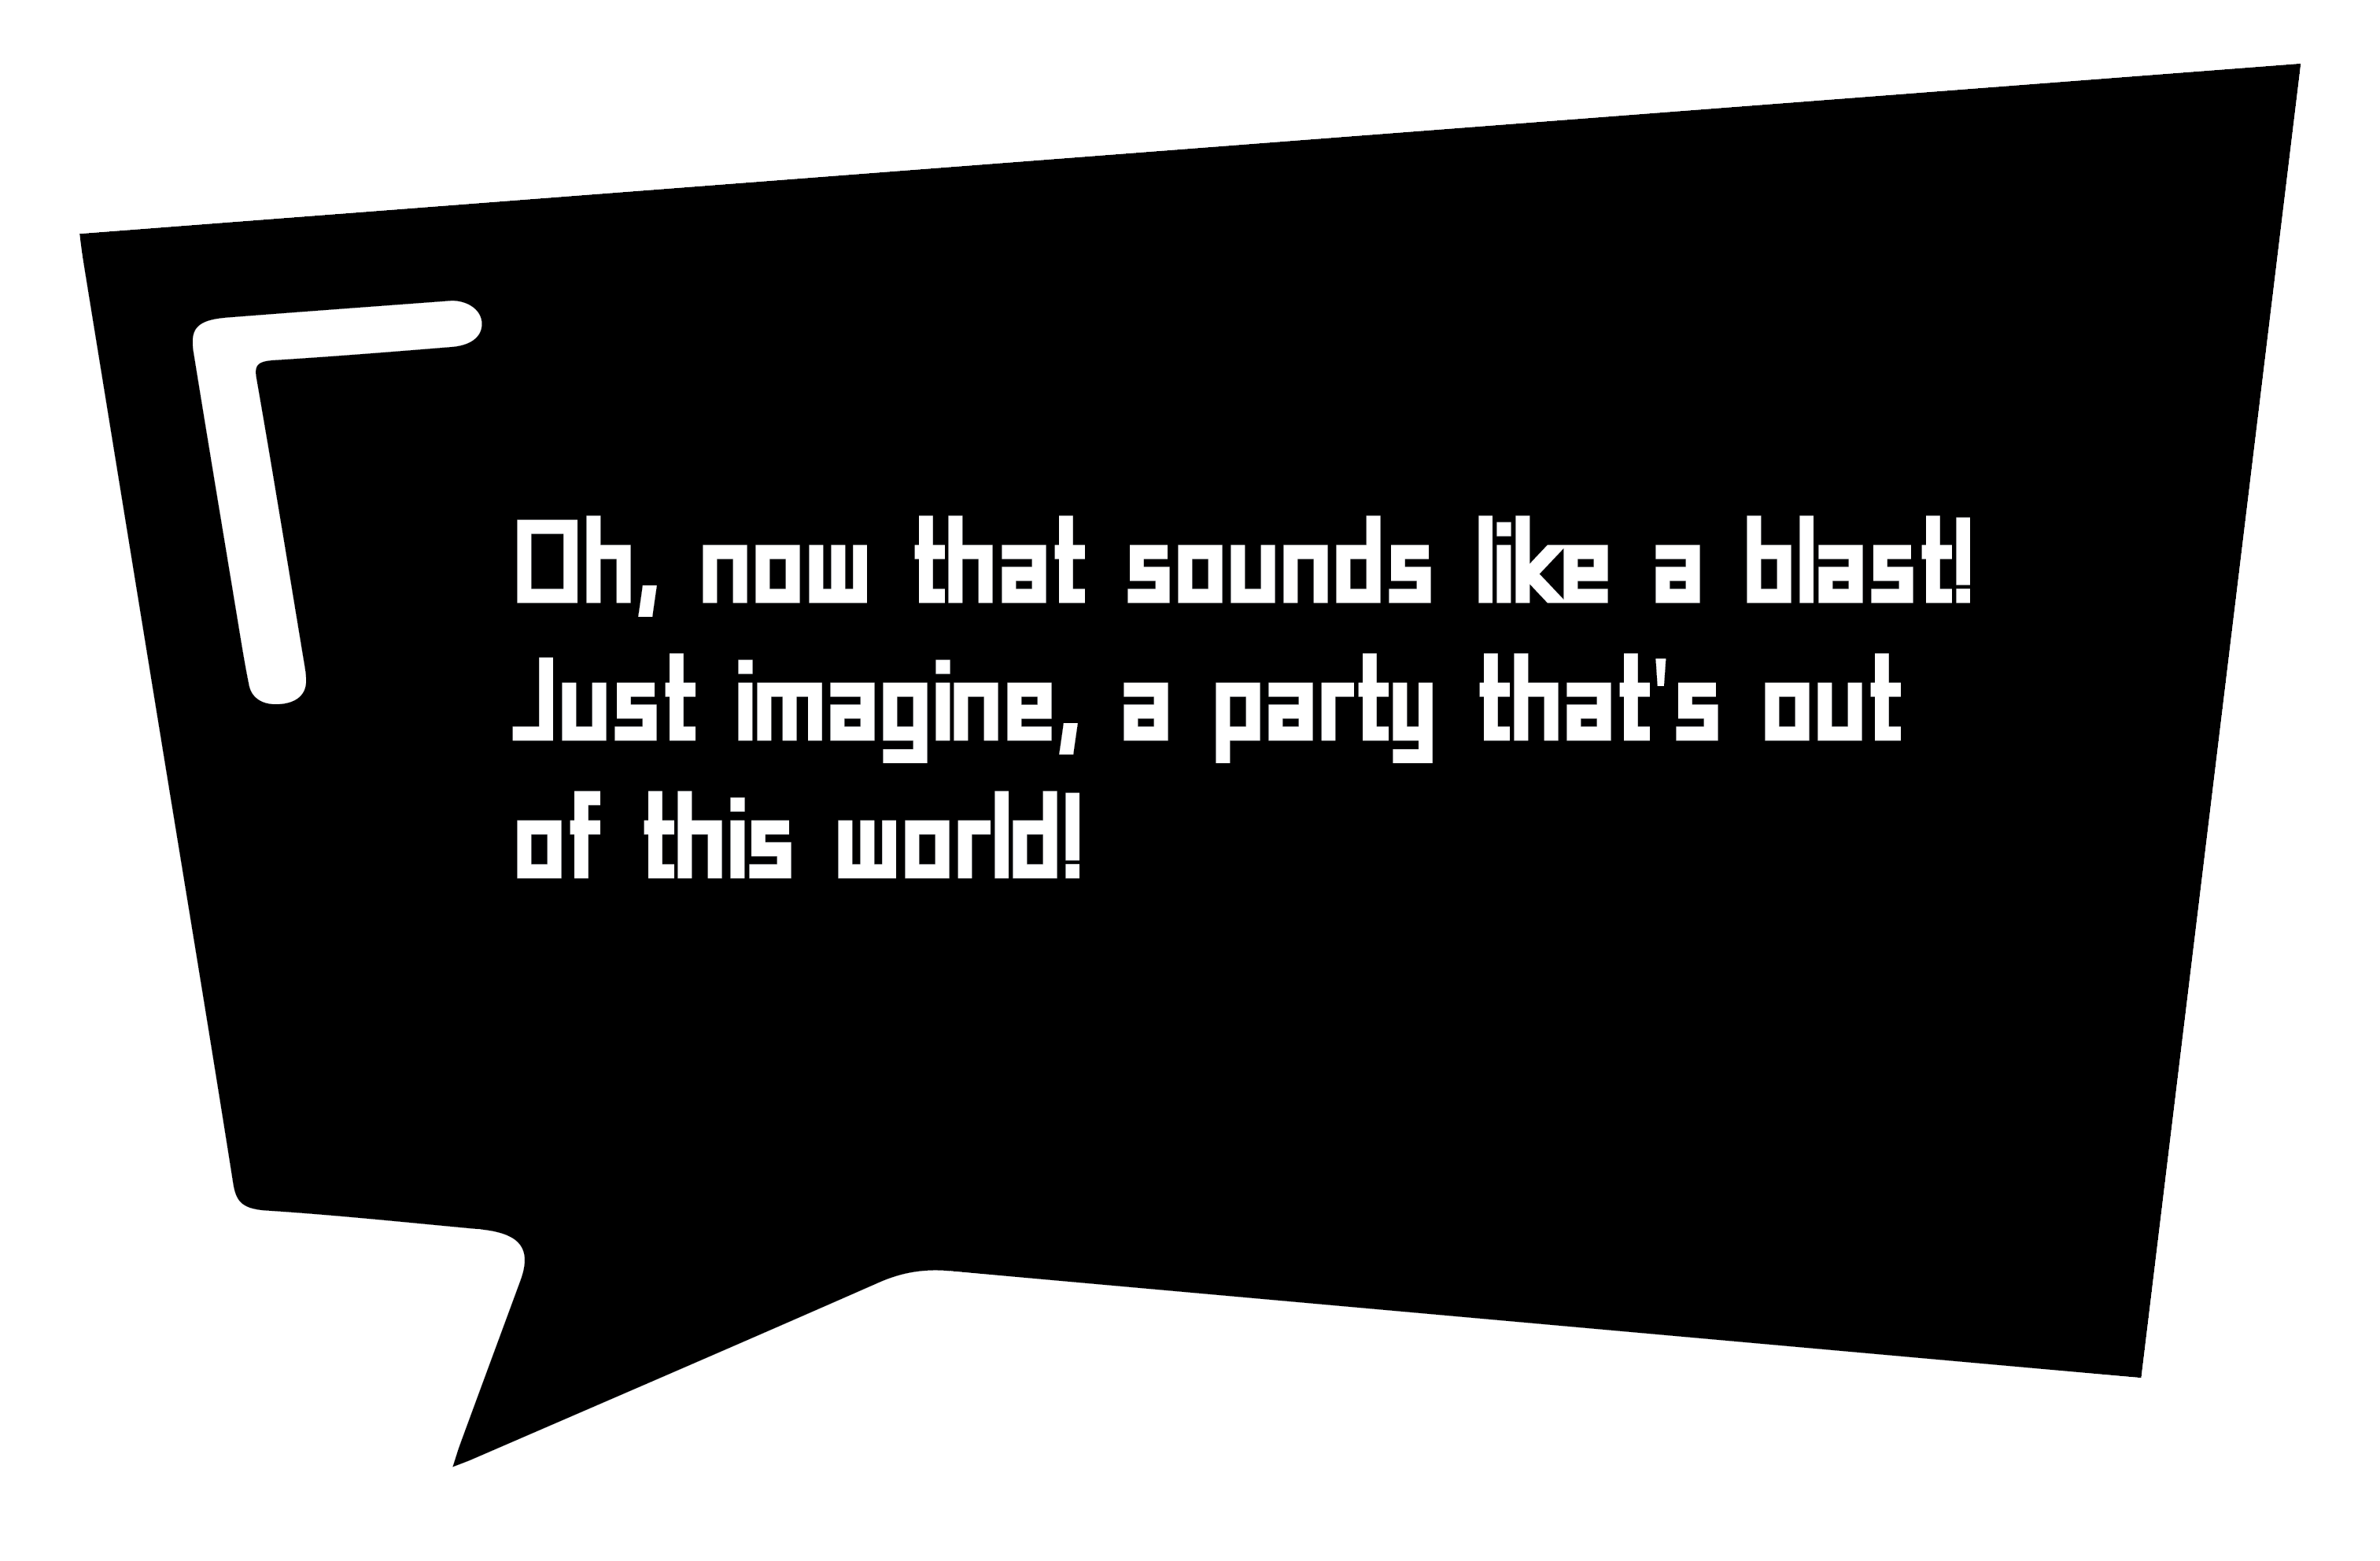 Oh, now that sounds like a blast!
Just imagine, a party that's out
of this world!